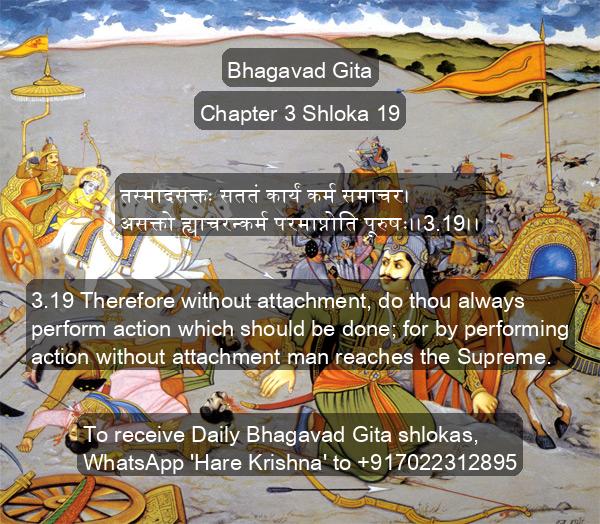 Bhagavad Gita
Chapter 3 Shloka 19
तस्मादसक्तः सततं कार्यं कर्म समाचर।
असक्तो ह्याचरन्कर्म परमाप्नोति पूरुषः।।3.19।।
3.19 Therefore without attachment, do thou always
perform action which should be done; for by performing
action without attachment man reaches the Supreme.
To receive Daily Bhagavad Gita shlokas,
WhatsApp 'Hare Krishna' to +917022312895